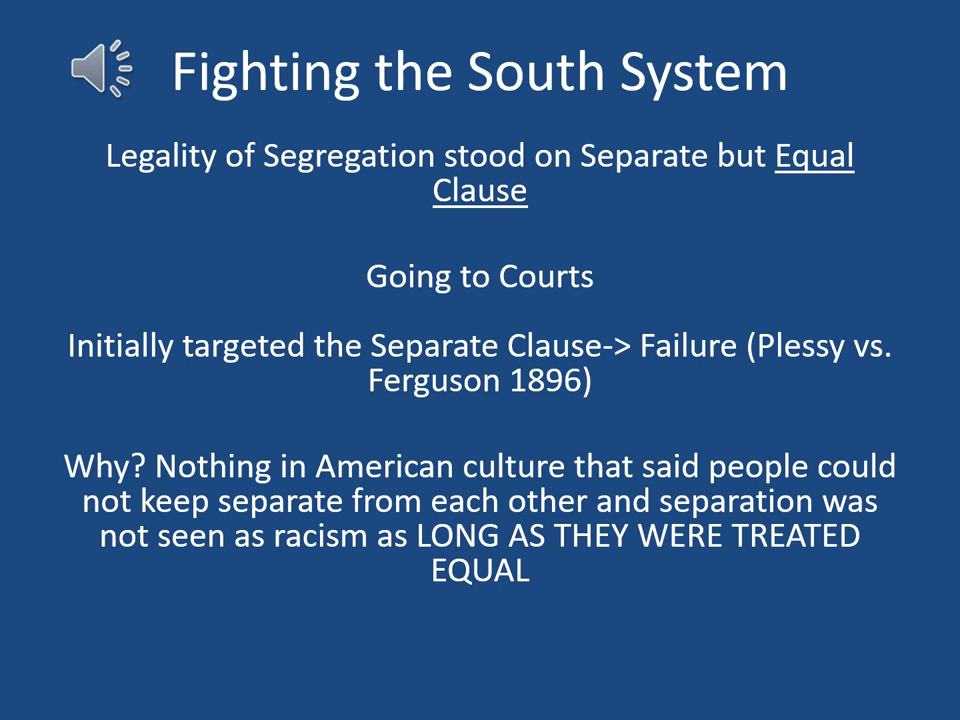 Fighting the South System
Legality of Segregation stood on Separate but Equal
Clause
Going to Courts
Initially targeted the Separate Clause-> Failure (Plessy vs.
Ferguson 1896)
Why? Nothing in American culture that said people could
not keep separate from each other and separation was
not seen as racism as LONG AS THEY WERE TREATED
EQUAL